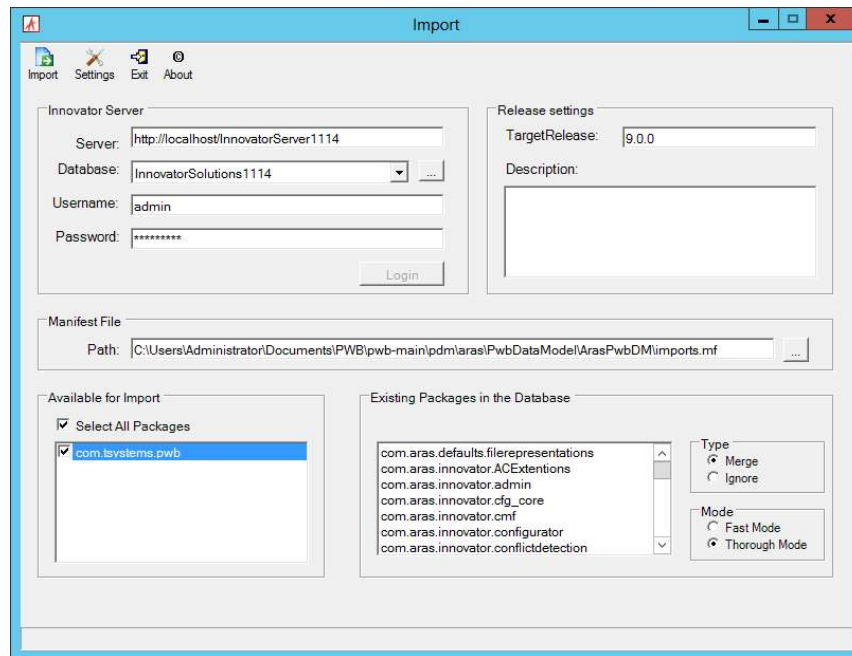 Import
Import Settings Exit About
Innovator Server
Server: http://localhost/InnovatorServer1114
Database: InnovatorSolutions1114 ...
Username: admin
Password: *********
Login
Release settings
TargetRelease: 9.0.0
Description:
Manifest File
Path: C:\Users\Administrator\Documents\PWB\pwb-main\pdm\aras\PwbDataModel\ArasPwbDM\imports.mf ...
Available for Import
Select All Packages
com.tsystems.pwb
Existing Packages in the Database
com.aras.defaults.filerepresentations
com.aras.innovator.ACExtentions
com.aras.innovator.admin
com.aras.innovator.cfg_core
com.aras.innovator.cmf
com.aras.innovator.configurator
com.aras.innovator.conflictdetection
Type
Merge
Ignore
Mode
Fast Mode
Thorough Mode